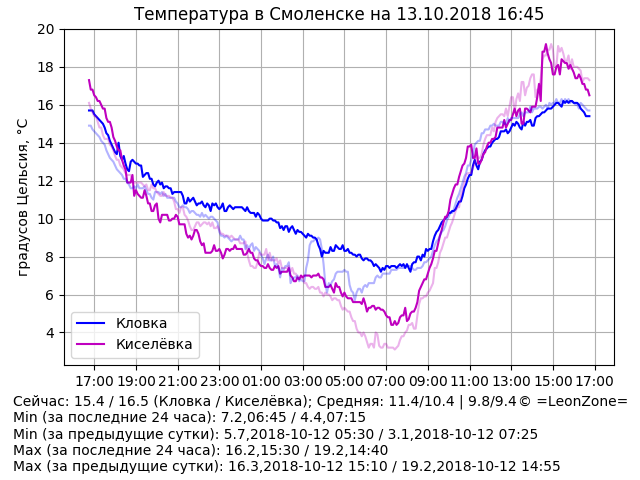 Температура в Смоленске на 13.10.2018 16:45
20
18
16
14
12
10
8
6
4
градусов Цельсия, °C
Кловка
Киселёвка
17:00 19:00 21:00 23:00 01:00 03:00 05:00 07:00 09:00 11:00 13:00 15:00 17:00
Сейчас: 15.4 / 16.5 (Кловка / Киселёвка); Средняя: 11.4/10.4 | 9.8/9.4© =LeonZone=
Min (за последние 24 часа): 7.2,06:45 / 4.4,07:15
Min (за предыдущие сутки): 5.7,2018-10-12 05:30 / 3.1,2018-10-12 07:25
Max (за последние 24 часа): 16.2,15:30 / 19.2,14:40
Max (за предыдущие сутки): 16.3,2018-10-12 15:10 / 19.2,2018-10-12 14:55